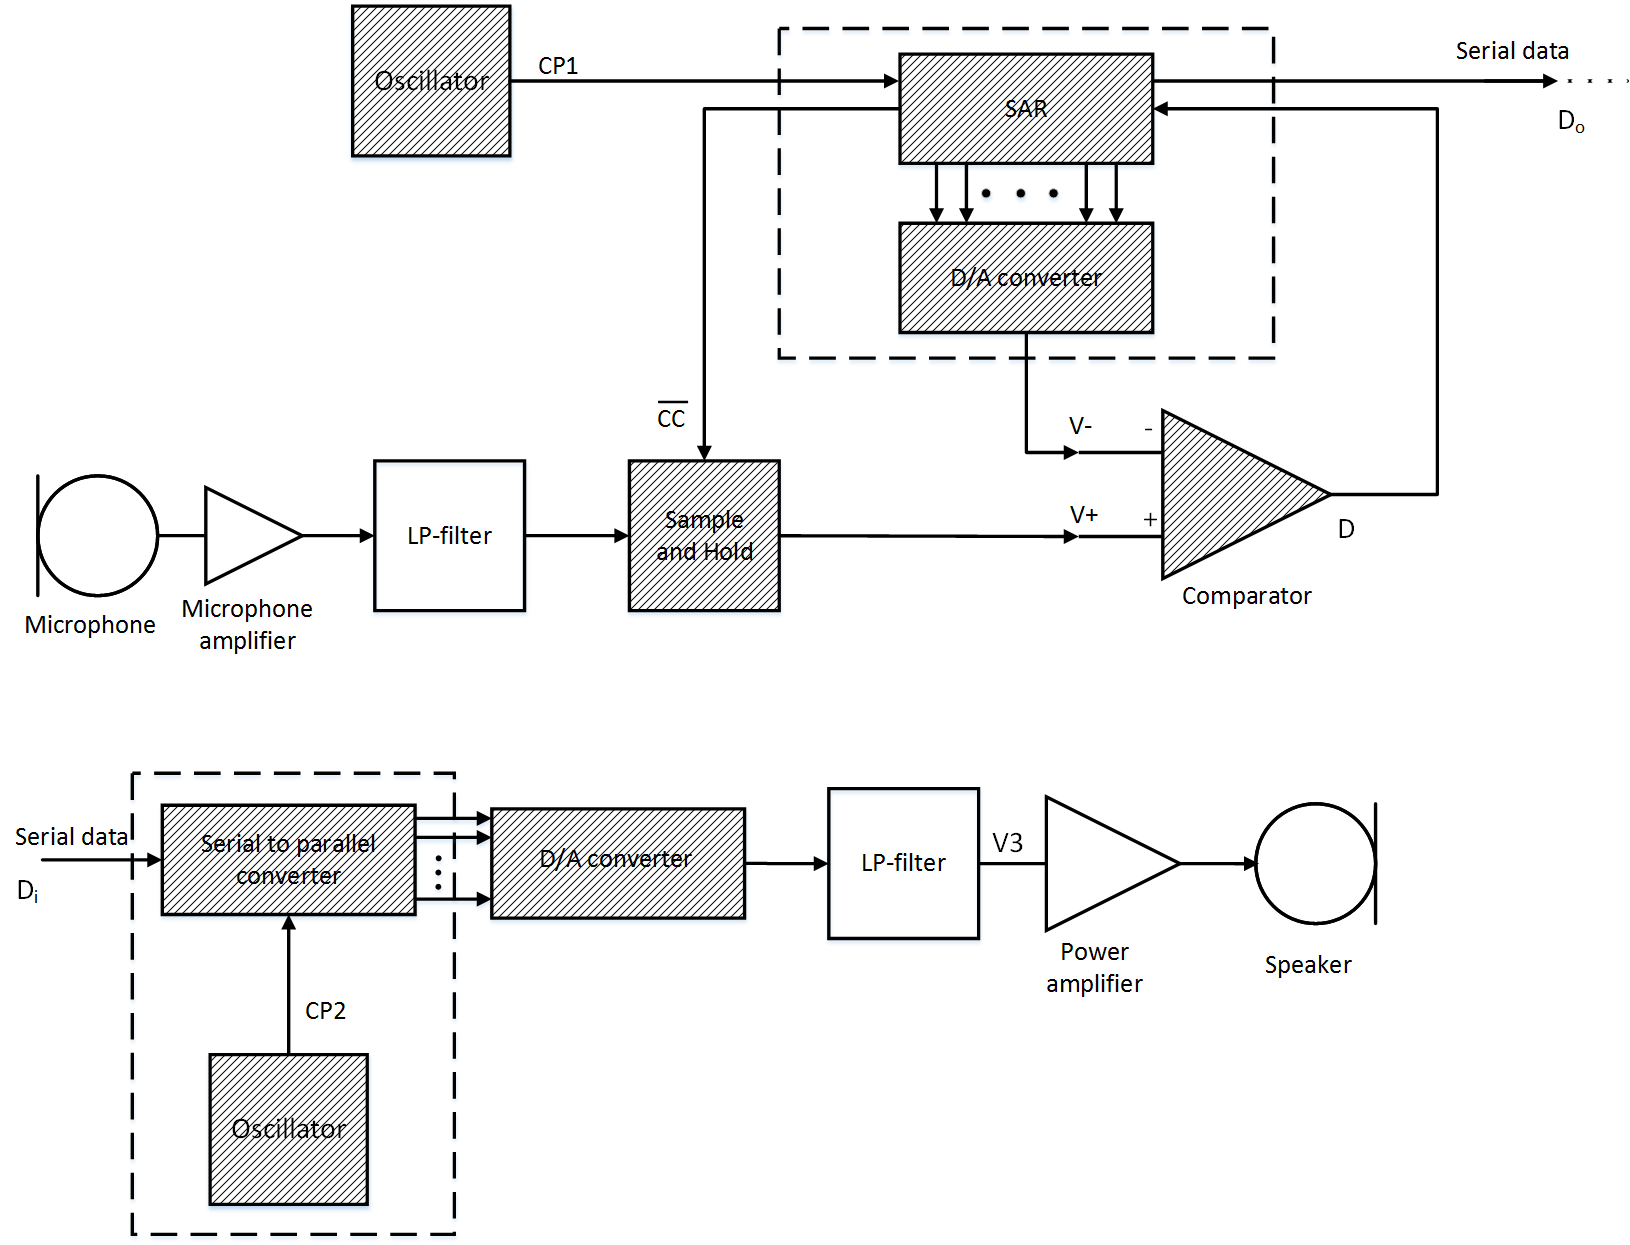 Oscillator
CP1
SAR
Serial data
Do
D/A converter
CC
V-
-
V+
+
D
Comparator
Microphone
Microphone
amplifier
LP-filter
Sample
and Hold
Serial data
Di
Serial to parallel
converter
D/A converter
LP-filter
V3
Power
amplifier
Speaker
CP2
Oscillator